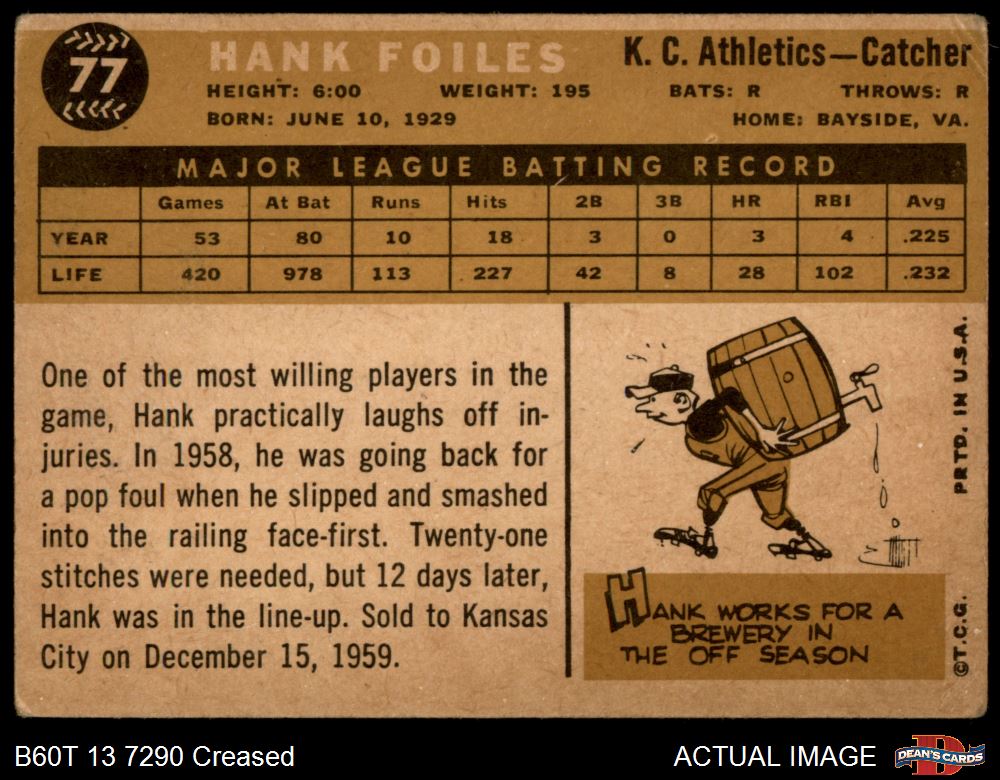 77
HANK FOILES
K. C. Athletics—Catcher
HEIGHT: 6:00 WEIGHT: 195 BATS: R THROWS: R
BORN: JUNE 10, 1929 HOME: BAYSIDE, VA.
MAJOR LEAGUE BATTING RECORD
Games At Bat Runs Hits 2B 3B HR RBI Avg
YEAR 53 80 10 18 3 0 3 4 .225
LIFE 420 978 113 227 42 8 28 102 .232
One of the most willing players in the
game, Hank practically laughs off in-
juries. In 1958, he was going back for
a pop foul when he slipped and smashed
into the railing face-first. Twenty-one
stitches were needed, but 12 days later,
Hank was in the line-up. Sold to Kansas
City on December 15, 1959.
HANK WORKS FOR A
BREWERY IN
THE OFF SEASON
©T.C.G. PRTD. IN U.S.A.
B60T 13 7290 Creased
ACTUAL IMAGE
DEAN'S CARDS